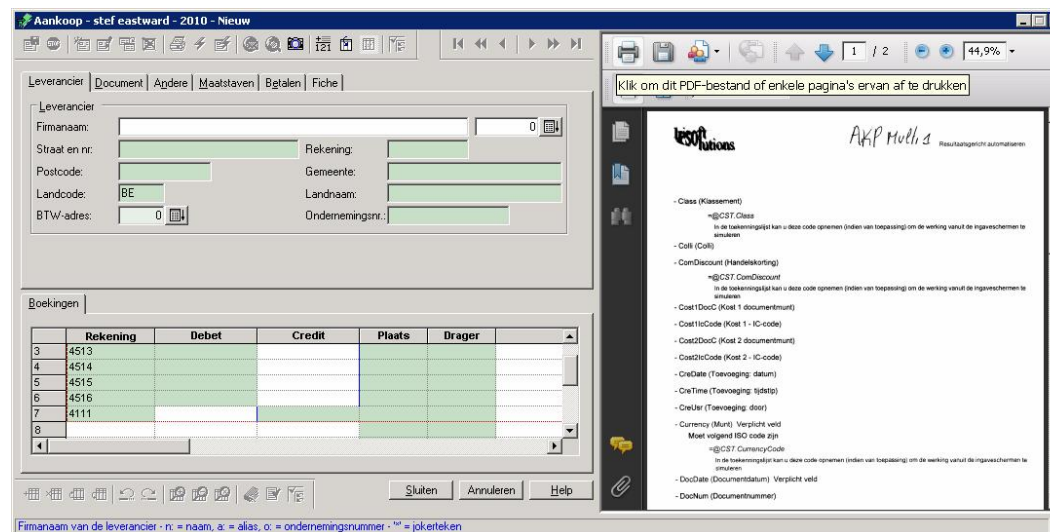 Aankoop - stef eastward - 2010 - Nieuw
1 / 2 44,9%
Klik om dit PDF-bestand of enkele pagina's ervan af te drukken
Leverancier Document Andere Maatstaven Betalen Fiche
Leverancier
Firmanaam: 0
Straat en nr: Rekening:
Postcode: Gemeente:
Landcode: BE Landnaam:
BTW-adres: 0 Ondernemingsnr.:
Boekingen
Rekening Debet Credit Plaats Drager
3 4513
4 4514
5 4515
6 4516
7 4111
8
Sluiten Annuleren Help
Firmanaam van de leverancier - n: = naam, a: = alias, o: = ondernemingsnummer - '*' = jokerteken
AKP Resultaatsgericht automatiseren
- Class (Klassement)
=@CST.Class
In de toekenningslijst kan u deze code opnemen (indien van toepassing) om de werking vanuit de ingaveschermen te
simuleren
- Colli (Colli)
- ComDiscount (Handelskorting)
=@CST.ComDiscount
In de toekenningslijst kan u deze code opnemen (indien van toepassing) om de werking vanuit de ingaveschermen te
simuleren
- Cost1DocC (Kost 1 documentmunt)
- Cost1IcCode (Kost 1 - IC-code)
- Cost2DocC (Kost 2 documentmunt)
- Cost2IcCode (Kost 2 - IC-code)
- CreDate (Toevoeging: datum)
- CreTime (Toevoeging: tijdstip)
- CreUsr (Toevoeging: door)
- Currency (Munt) Verplicht veld
Moet volgend ISO code zijn
=@CST.CurrencyCode
In de toekenningslijst kan u deze code opnemen (indien van toepassing) om de werking vanuit de ingaveschermen te
simuleren
- DocDate (Documentdatum) Verplicht veld
- DocNum (Documentnummer)